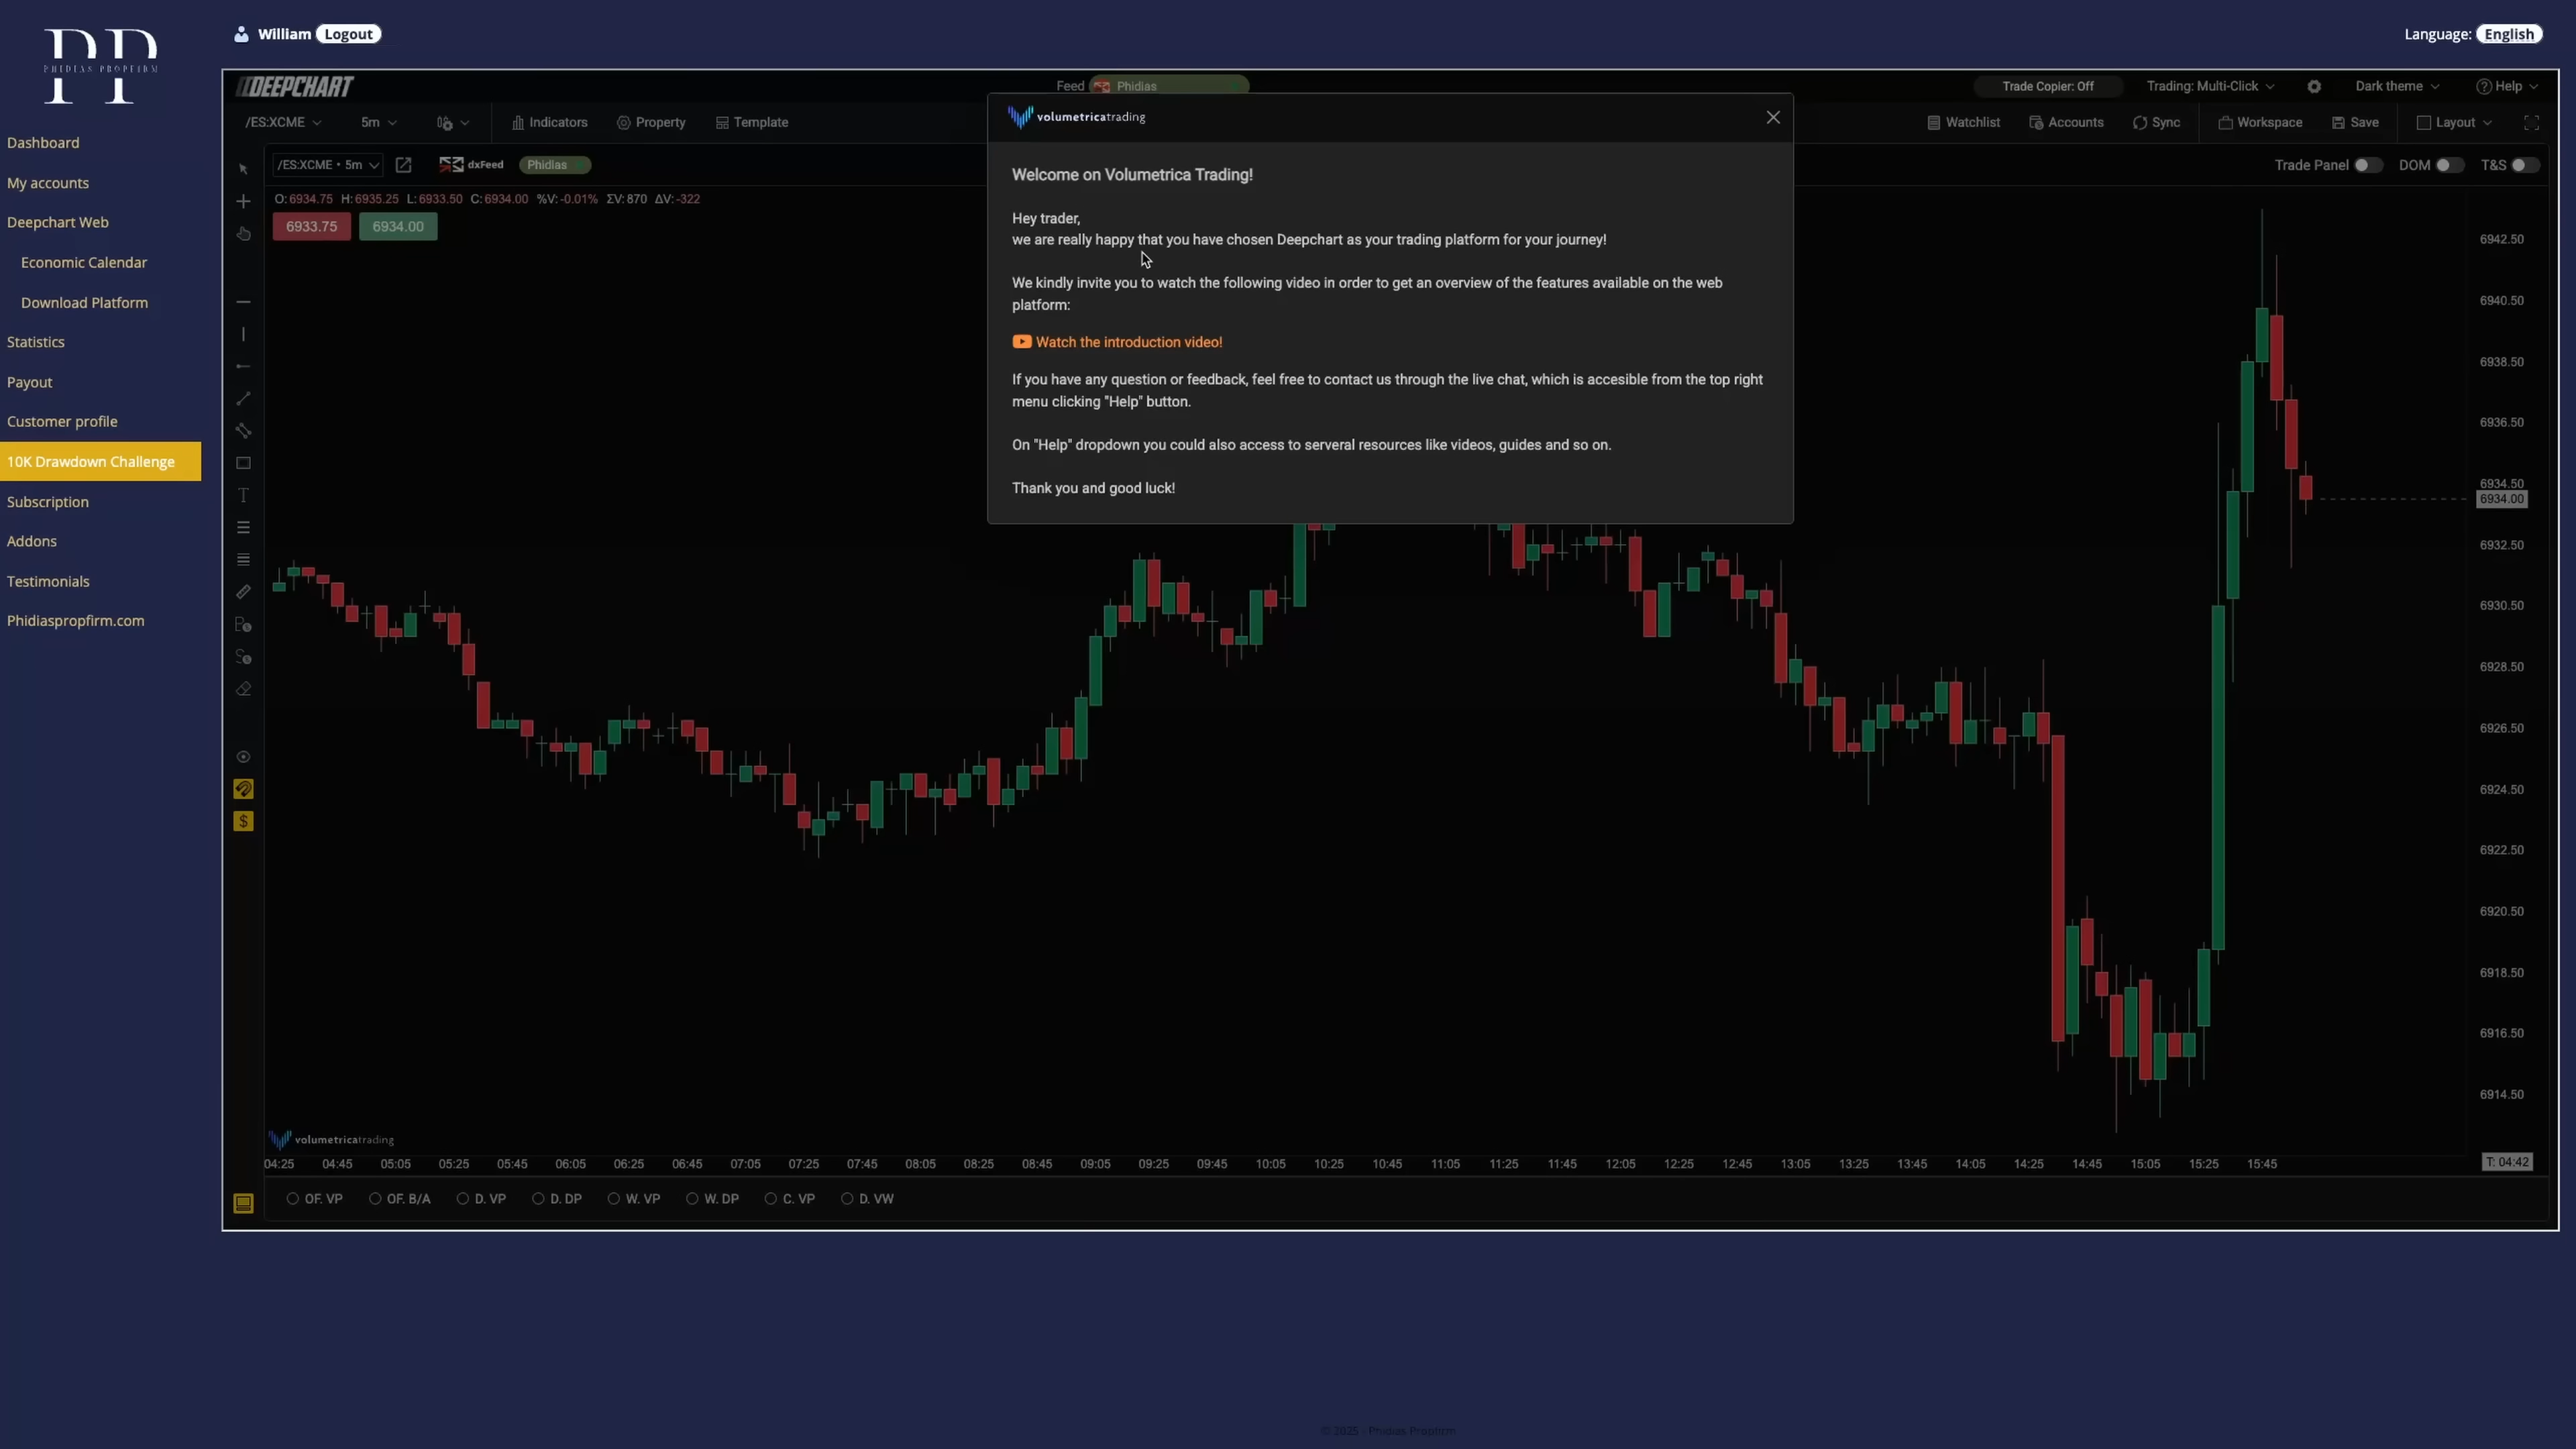 PP
PHIDIAS PROPFIRM
William Logout
Language: English
Dashboard
My accounts
Deepchart Web
Economic Calendar
Download Platform
Statistics
Payout
Customer profile
10K Drawdown Challenge
Subscription
Addons
Testimonials
Phidiaspropfirm.com
DEEPCHART
Feed Phidias
Trade Copier: Off
Trading: Multi-Click
Dark theme
Help
/ES:XCME
5m
Indicators
Property
Template
Watchlist
Accounts
Sync
Workspace
Save
Layout
/ES:XCME • 5m
dxFeed
Phidias
Trade Panel
DOM
T&S
O:6934.75 H:6935.25 L:6933.50 C:6934.00 %V:-0.01% ΣV:870 ΔV:-322
6933.75
6934.00
volumetricatrading
Welcome on Volumetrica Trading!
Hey trader,
we are really happy that you have chosen Deepchart as your trading platform for your journey!
We kindly invite you to watch the following video in order to get an overview of the features available on the web
platform:
Watch the introduction video!
If you have any question or feedback, feel free to contact us through the live chat, which is accesible from the top right
menu clicking "Help" button.
On "Help" dropdown you could also access to serveral resources like videos, guides and so on.
Thank you and good luck!
6942.50
6940.50
6938.50
6936.50
6934.50
6934.00
6932.50
6930.50
6928.50
6926.50
6924.50
6922.50
6920.50
6918.50
6916.50
6914.50
T
$
volumetricatrading
04:25 04:45 05:05 05:25 05:45 06:05 06:25 06:45 07:05 07:25 07:45 08:05 08:25 08:45 09:05 09:25 09:45 10:05 10:25 10:45 11:05 11:25 11:45 12:05 12:25 12:45 13:05 13:25 13:45 14:05 14:25 14:45 15:05 15:25 15:45
T: 04:42
OF. VP OF. B/A D. VP D. DP W. VP W. DP C. VP D. VW
© 2025 - Phidias Propfirm